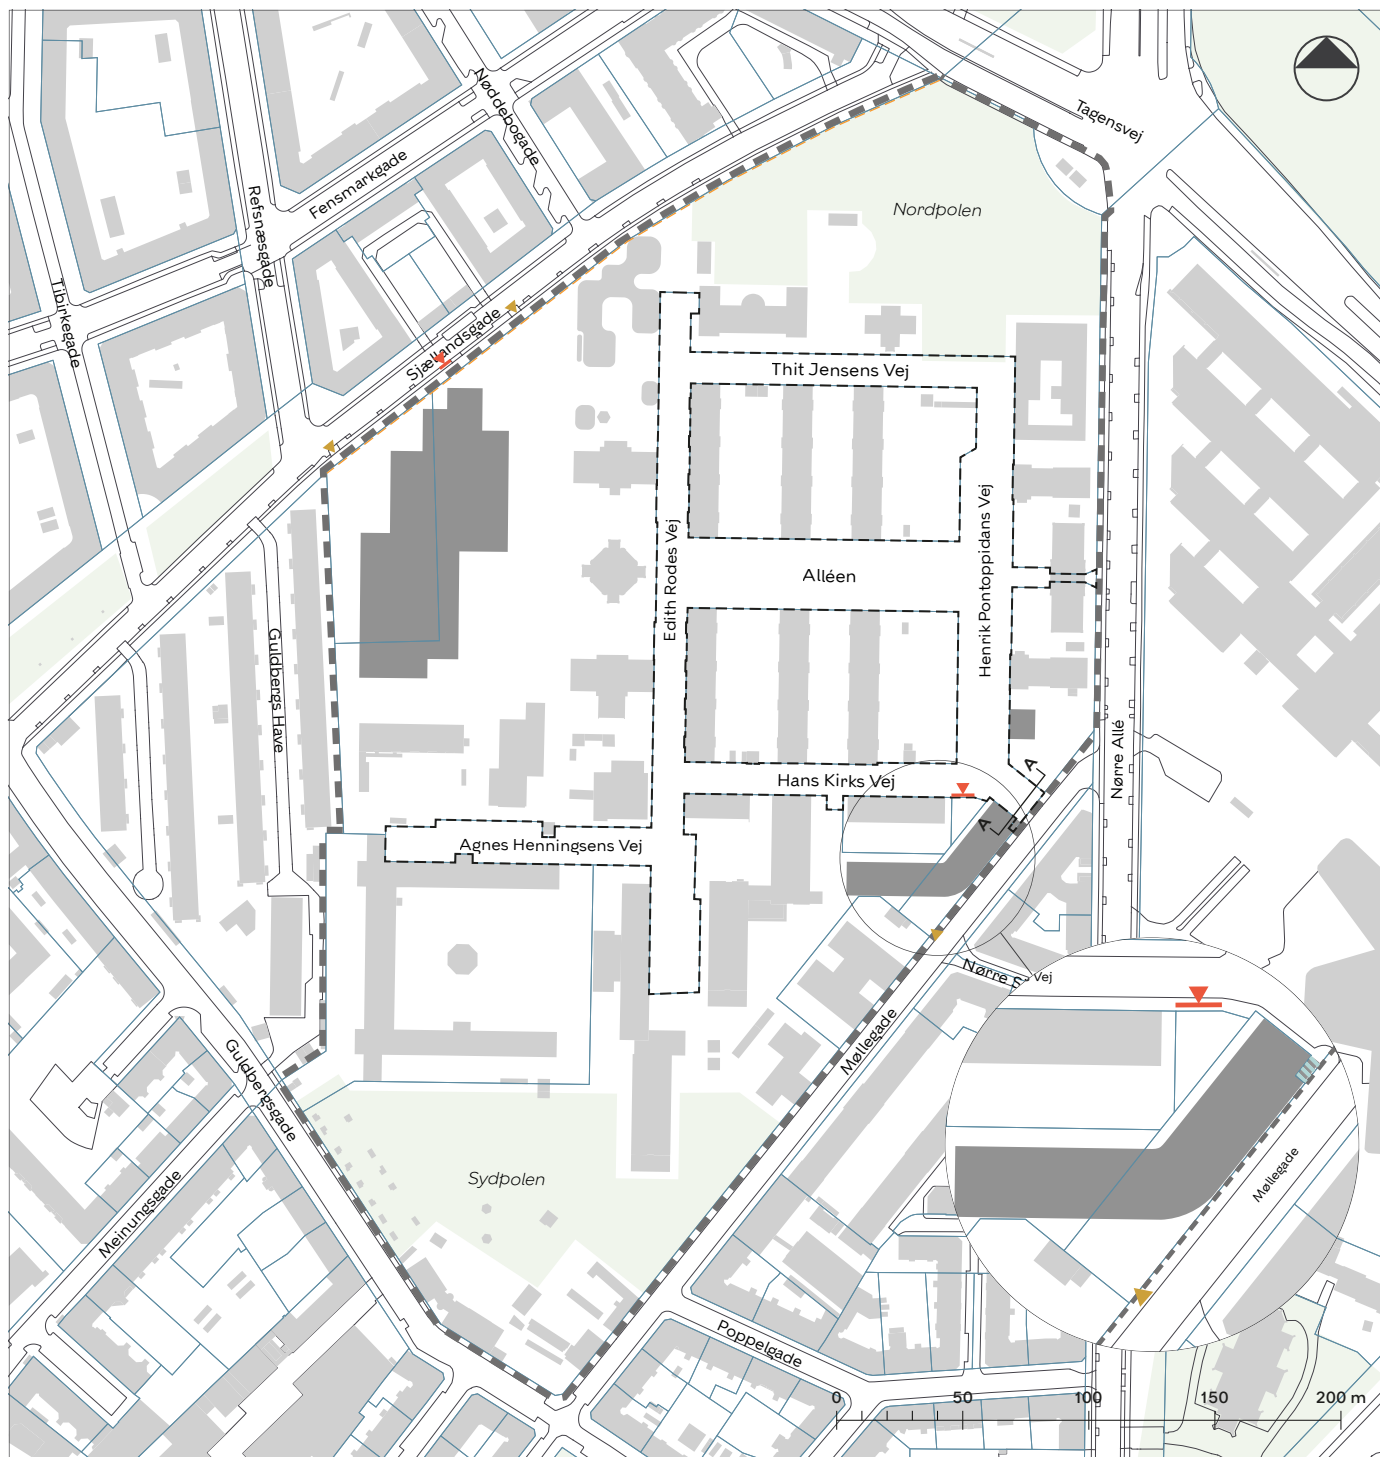 Nøddebogade
Tagensvej
Fensmarkgade
Refsnæsgade
Nordpolen
Tibirkegade
Sjællandsgade
Thit Jensens Vej
Edith Rodes Vej
Henrik Pontoppidans Vej
Alléen
Guldbergs Have
Nørre Allé
A
Hans Kirks Vej
A
Agnes Henningsens Vej
Vej
Møllegade
Guldbergsgade
Sydpolen
Møllegade
Meinungsgade
Poppelgade
0 50 100 150 200 m